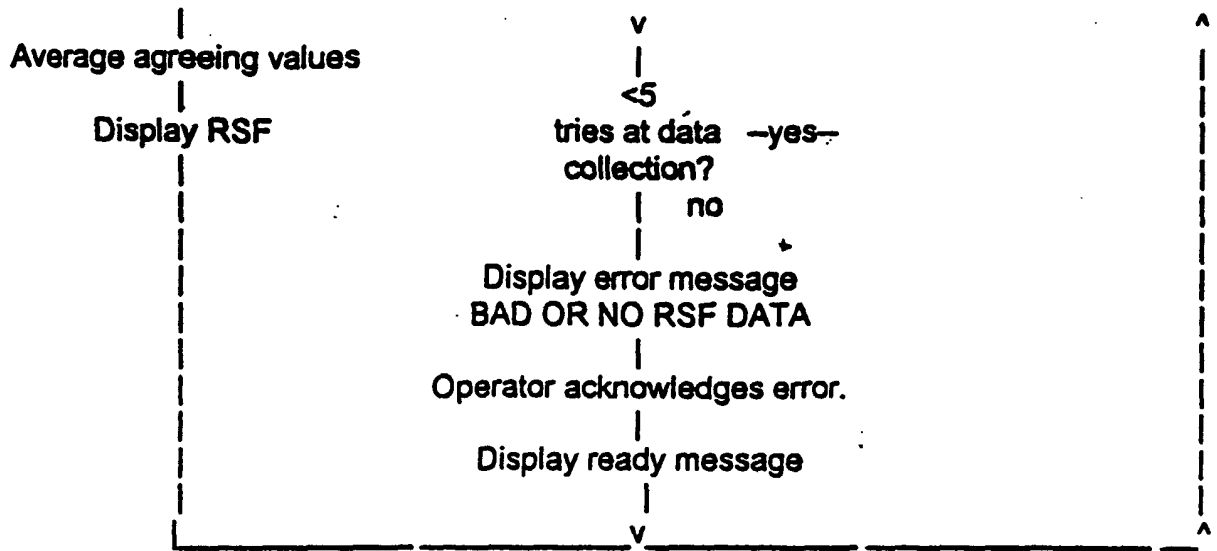 Average agreeing values
Display RSF
<5
tries at data –yes–
collection?
no
Display error message
BAD OR NO RSF DATA
Operator acknowledges error.
Display ready message